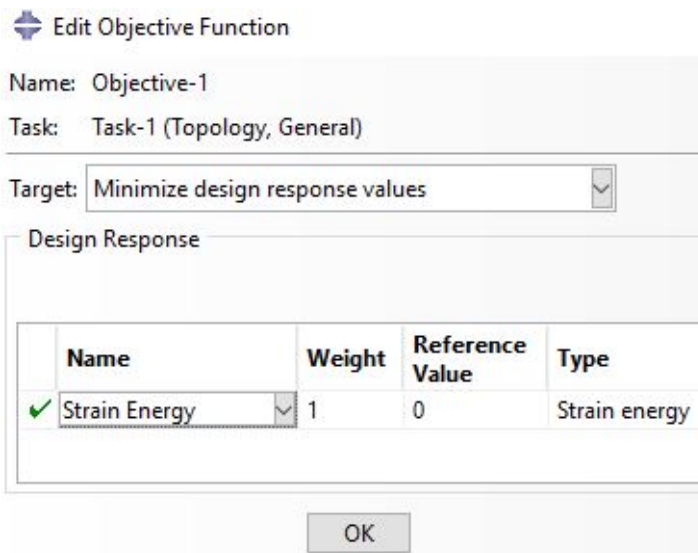 Edit Objective Function
Name: Objective-1
Task: Task-1 (Topology, General)
Target: Minimize design response values
Design Response
Name Weight Reference Value Type
Strain Energy 1 0 Strain energy
OK